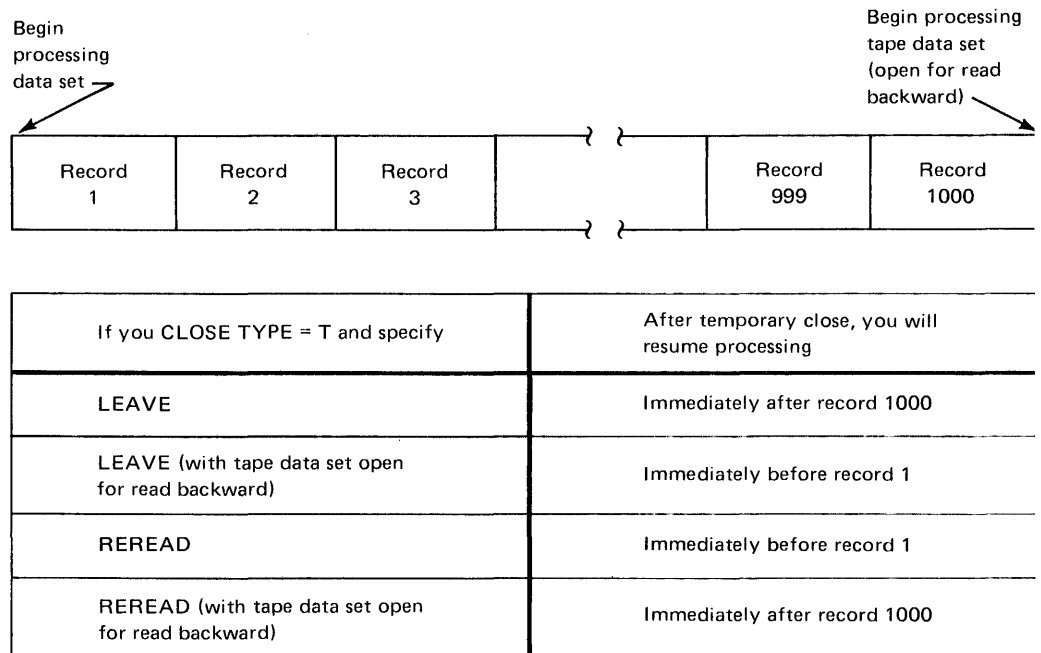 Begin
processing
data set
Begin processing
tape data set
(open for read
backward)
Record
1
Record
2
Record
3
Record
999
Record
1000
If you CLOSE TYPE = T and specify
After temporary close, you will
resume processing
LEAVE
Immediately after record 1000
LEAVE (with tape data set open
for read backward)
Immediately before record 1
REREAD
Immediately before record 1
REREAD (with tape data set open
for read backward)
Immediately after record 1000